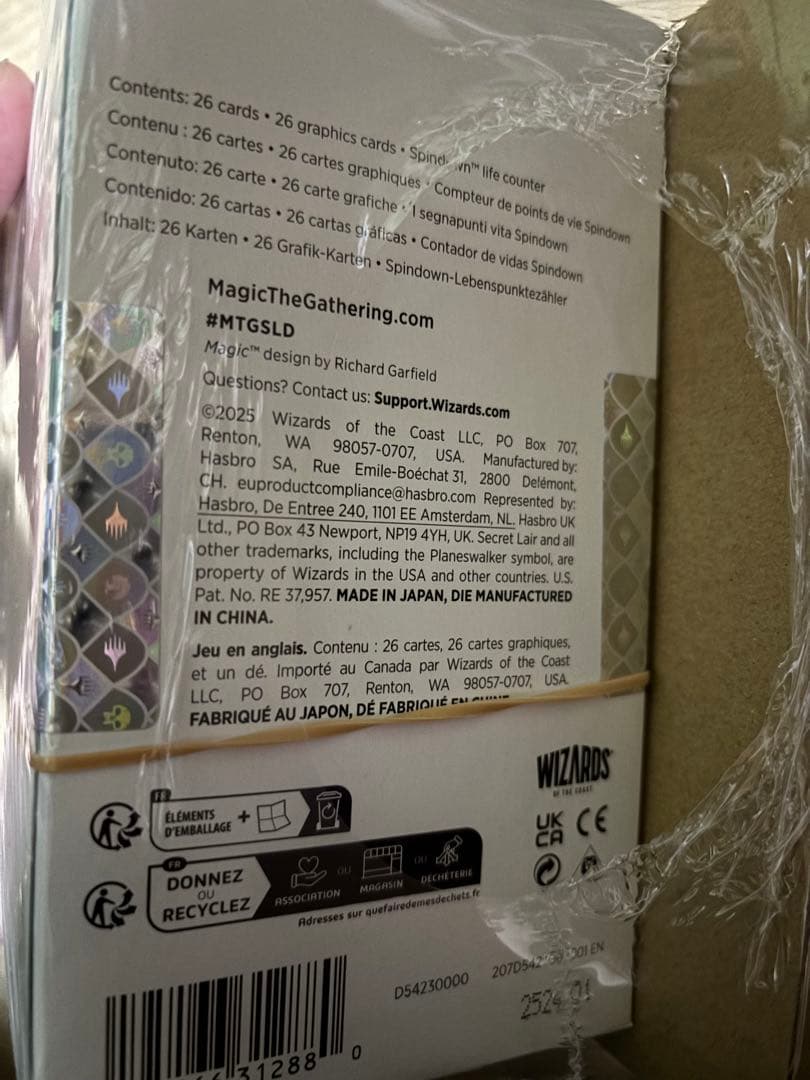 Contents: 26 cards • 26 graphics cards • life counter
Contenu : 26 cartes • 26 cartes graphiques • Compteur de points de vie Spindown
Contenuto: 26 carte • 26 carte grafiche • 1 segnapunti vita Spindown
Contenido: 26 cartas • 26 cartas gráficas • Contador de vidas Spindown
Inhalt: 26 Karten • 26 Grafik-Karten • Spindown-Lebenspunktezähler
MagicTheGathering.com
#MTGSLD
Magic™ design by Richard Garfield
Questions? Contact us: Support.Wizards.com
©2025 Wizards of the Coast LLC, PO Box 707,
Renton, WA 98057-0707, USA. Manufactured by:
Hasbro SA, Rue Emile-Boéchat 31, 2800 Delémont,
CH. euproductcompliance@hasbro.com Represented by:
Hasbro, De Entree 240, 1101 EE Amsterdam, NL. Hasbro UK
Ltd., PO Box 43 Newport, NP19 4YH, UK. Secret Lair and all
other trademarks, including the Planeswalker symbol, are
property of Wizards in the USA and other countries. U.S.
Pat. No. RE 37,957. MADE IN JAPAN, DIE MANUFACTURED
IN CHINA.
Jeu en anglais. Contenu : 26 cartes, 26 cartes graphiques,
et un dé. Importé au Canada par Wizards of the Coast
LLC, PO Box 707, Renton, WA 98057-0707, USA.
FABRIQUÉ AU JAPON, DÉ FABRIQUÉ EN CHINE.
WIZARDS
OF THE COAST
FR
ÉLÉMENTS
D'EMBALLAGE +
UK
CA CE
FR
DONNEZ
OU
RECYCLEZ
ASSOCIATION OU MAGASIN OU DÉCHÈTERIE
Adresses sur quefairedemesdechets.fr
D54230000 001 EN
31288 0